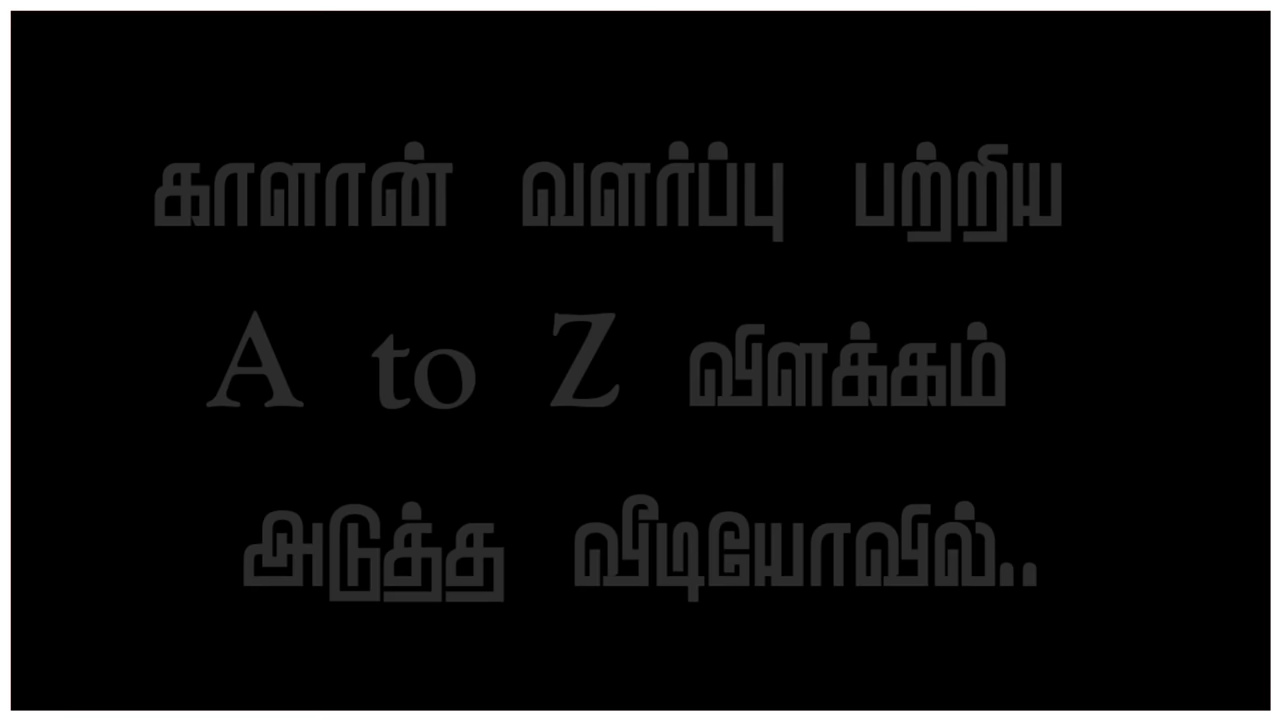 காளான் வளர்ப்பு பற்றிய
A to Z விளக்கம்
அடுத்த வீடியோவில்..